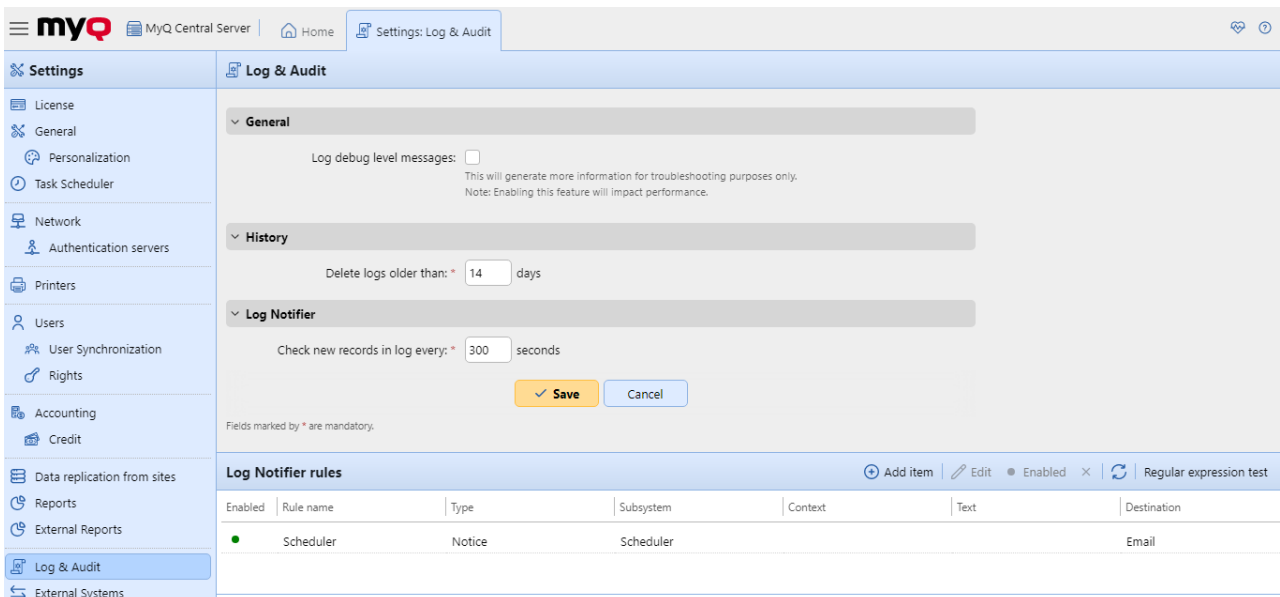 myQ MyQ Central Server Home Settings: Log & Audit
Settings
License
General
Personalization
Task Scheduler
Network
Authentication servers
Printers
Users
User Synchronization
Rights
Accounting
Credit
Data replication from sites
Reports
External Reports
Log & Audit
External Systems
Log & Audit
General
Log debug level messages:
This will generate more information for troubleshooting purposes only.
Note: Enabling this feature will impact performance.
History
Delete logs older than: * 14 days
Log Notifier
Check new records in log every: * 300 seconds
Save Cancel
Fields marked by * are mandatory.
Log Notifier rules Add item Edit Enabled Regular expression test
Enabled Rule name Type Subsystem Context Text Destination
Scheduler Notice Scheduler Email